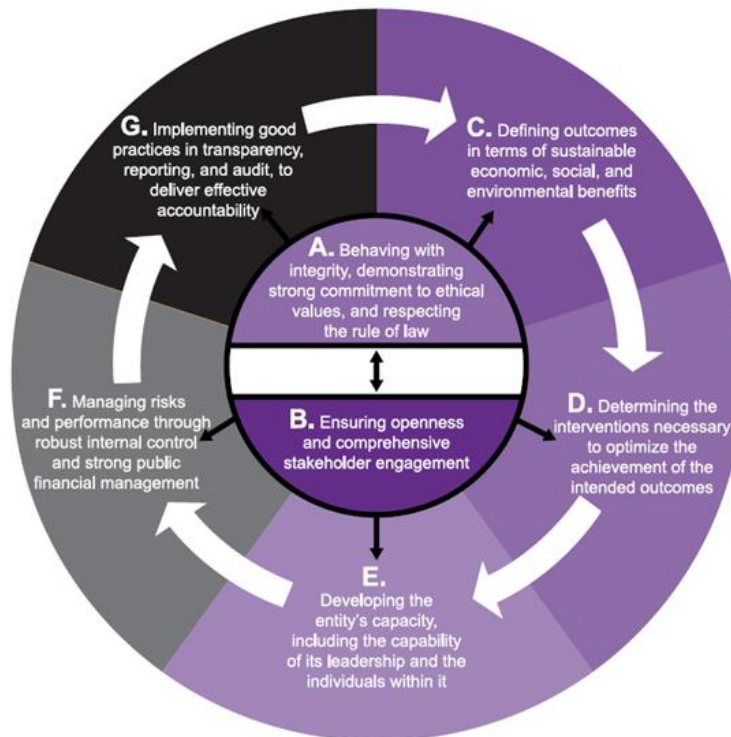 G. Implementing good
practices in transparency,
reporting, and audit, to
deliver effective
accountability
C. Defining outcomes
in terms of sustainable
economic, social, and
environmental benefits
A. Behaving with
integrity, demonstrating
strong commitment to ethical
values, and respecting
the rule of law
B. Ensuring openness
and comprehensive
stakeholder engagement
D. Determining the
interventions necessary
to optimize the
achievement of the
intended outcomes
E.
Developing the
entity's capacity,
including the capability
of its leadership and the
individuals within it
F. Managing risks
and performance through
robust internal control
and strong public
financial management